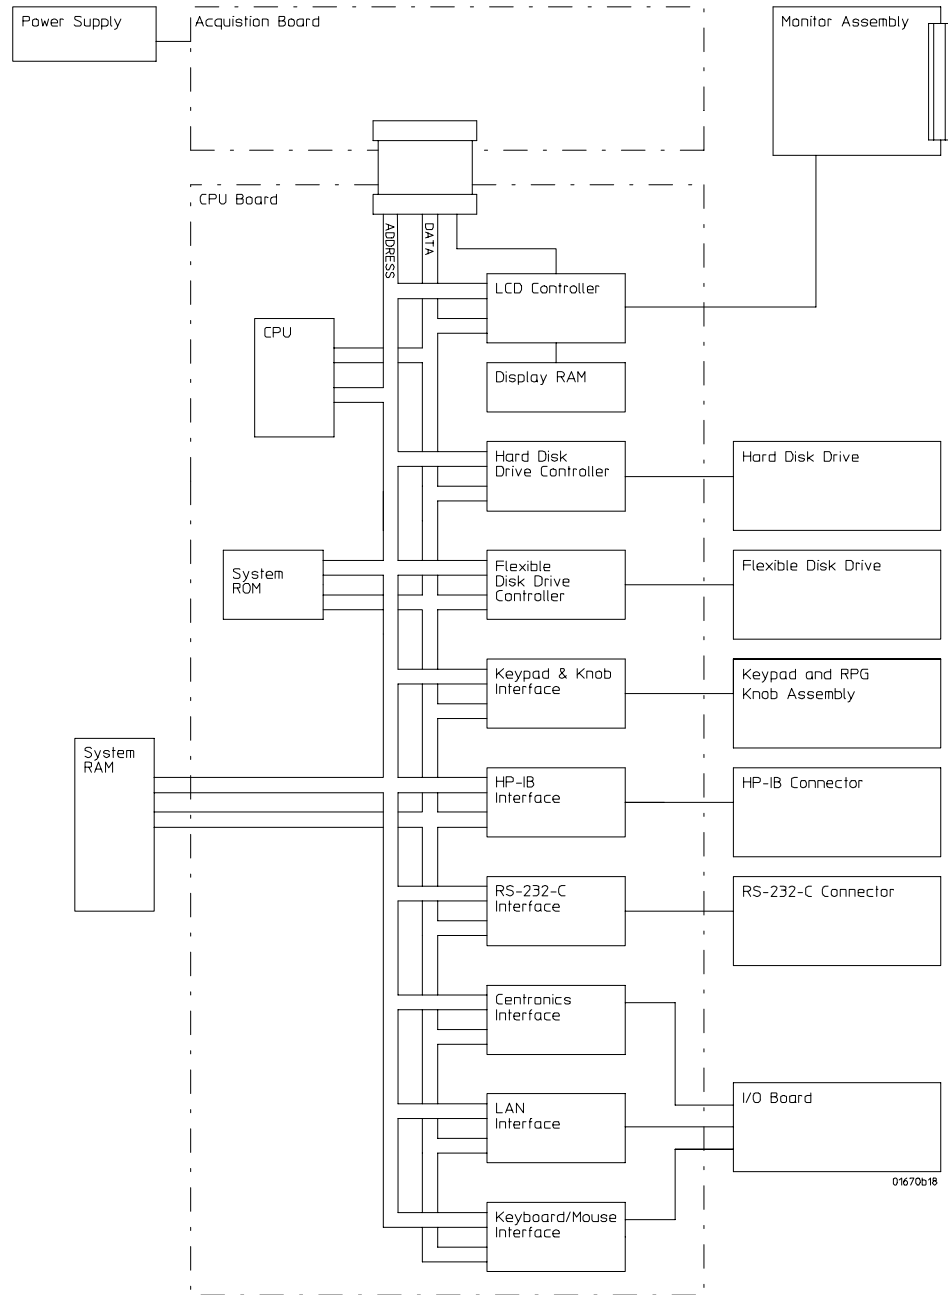 Power Supply
Acquistion Board
Monitor Assembly
CPU Board
ADDRESS
DATA
LCD Controller
CPU
Display RAM
Hard Disk
Drive Controller
Hard Disk Drive
System
ROM
Flexible
Disk Drive
Controller
Flexible Disk Drive
Keypad & Knob
Interface
Keypad and RPG
Knob Assembly
System
RAM
HP-IB
Interface
HP-IB Connector
RS-232-C
Interface
RS-232-C Connector
Centronics
Interface
LAN
Interface
I/O Board
01670b18
Keyboard/Mouse
Interface